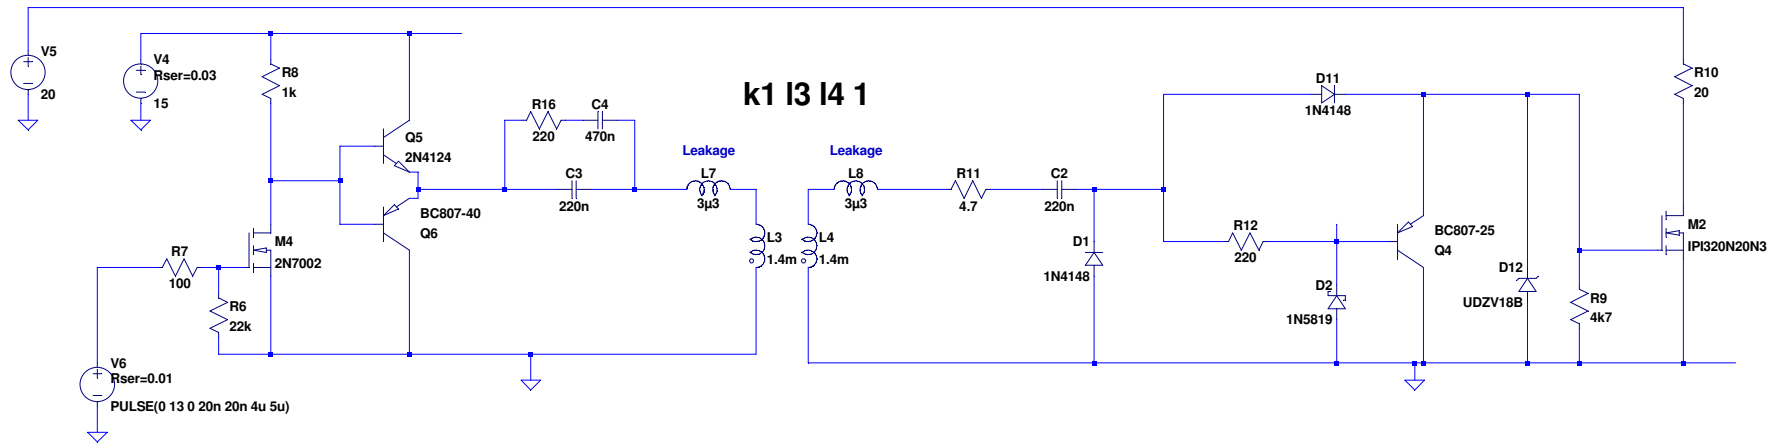 V5
20
V4
Rser=0.03
15
R8
1k
Q5
2N4124
BC807-40
Q6
M4
2N7002
R7
100
R6
22k
V6
Rser=0.01
PULSE(0 13 0 20n 20n 4u 5u)
R16
220
C4
470n
C3
220n
k1 l3 l4 1
Leakage
L7
3µ3
L3
1.4m
Leakage
L8
3µ3
L4
1.4m
R11
4.7
C2
220n
D1
1N4148
D11
1N4148
R12
220
D2
1N5819
BC807-25
Q4
D12
UDZV18B
R9
4k7
R10
20
M2
IPI320N20N3